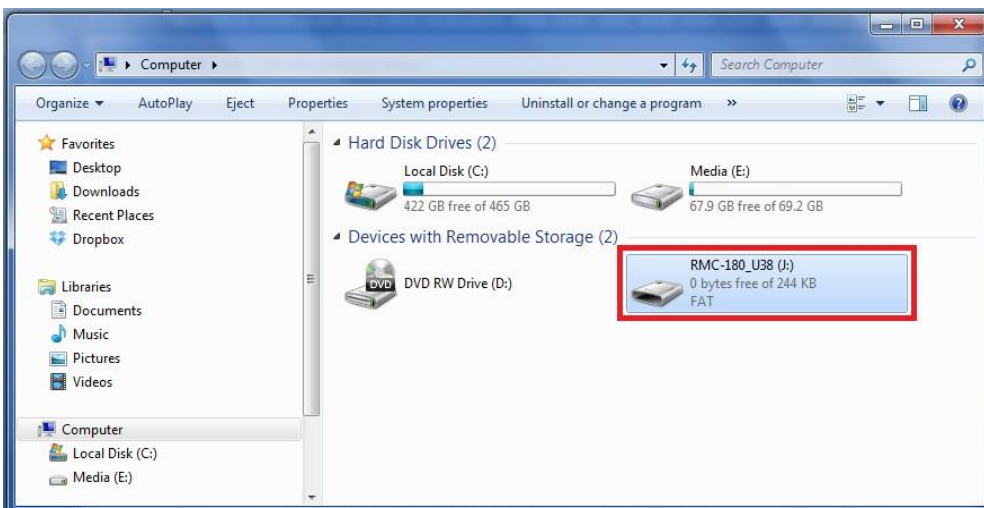 Computer
Search Computer
Organize
AutoPlay
Eject
Properties
System properties
Uninstall or change a program
»
Favorites
Desktop
Downloads
Recent Places
Dropbox
Libraries
Documents
Music
Pictures
Videos
Computer
Local Disk (C:)
Media (E:)
Hard Disk Drives (2)
Local Disk (C:)
422 GB free of 465 GB
Media (E:)
67.9 GB free of 69.2 GB
Devices with Removable Storage (2)
DVD
DVD RW Drive (D:)
RMC-180_U38 (J:)
0 bytes free of 244 KB
FAT